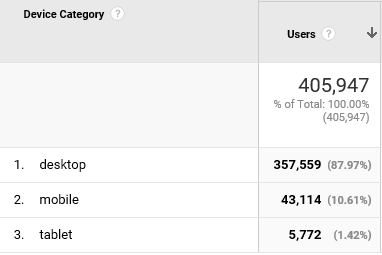 Device Category ?
Users ?
405,947
% of Total: 100.00%
(405,947)
1. desktop 357,559 (87.97%)
2. mobile 43,114 (10.61%)
3. tablet 5,772 (1.42%)